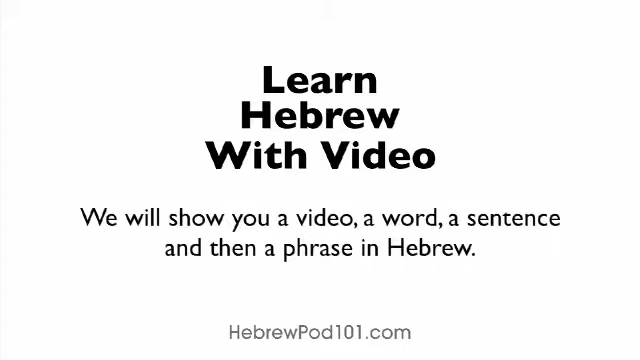 Learn
Hebrew
With Video
We will show you a video, a word, a sentence
and then a phrase in Hebrew.
HebrewPod101.com